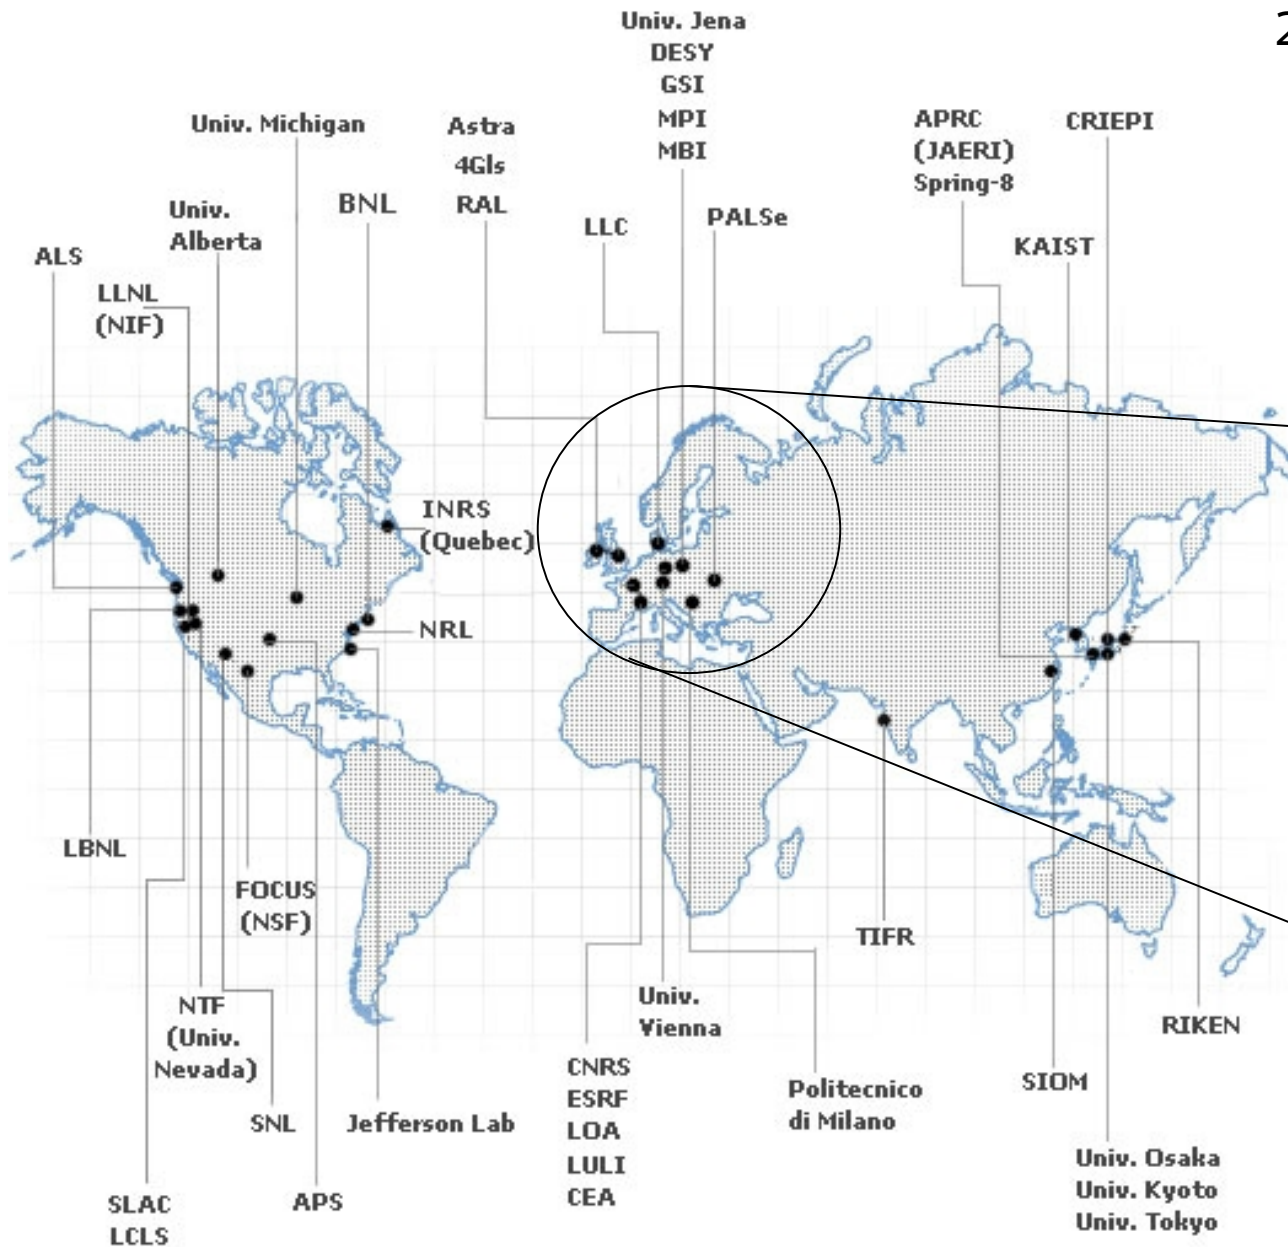 2
Univ. Jena
DESY
GSI
MPI
MBI
Univ. Michigan
Astra
4Gls
RAL
APRC
(JAERI)
Spring-8
CRIEPI
Univ.
Alberta
BNL
LLC
PALSe
KAIST
ALS
LLNL
(NIF)
INRS
(Quebec)
NRL
LBNL
FOCUS
(NSF)
TIFR
NTF
(Univ.
Nevada)
Univ.
Vienna
RIKEN
SNL
Jefferson Lab
CNRS
ESRF
LOA
LULI
CEA
Politecnico
di Milano
SIOM
SLAC
LCLS
APS
Univ. Osaka
Univ. Kyoto
Univ. Tokyo